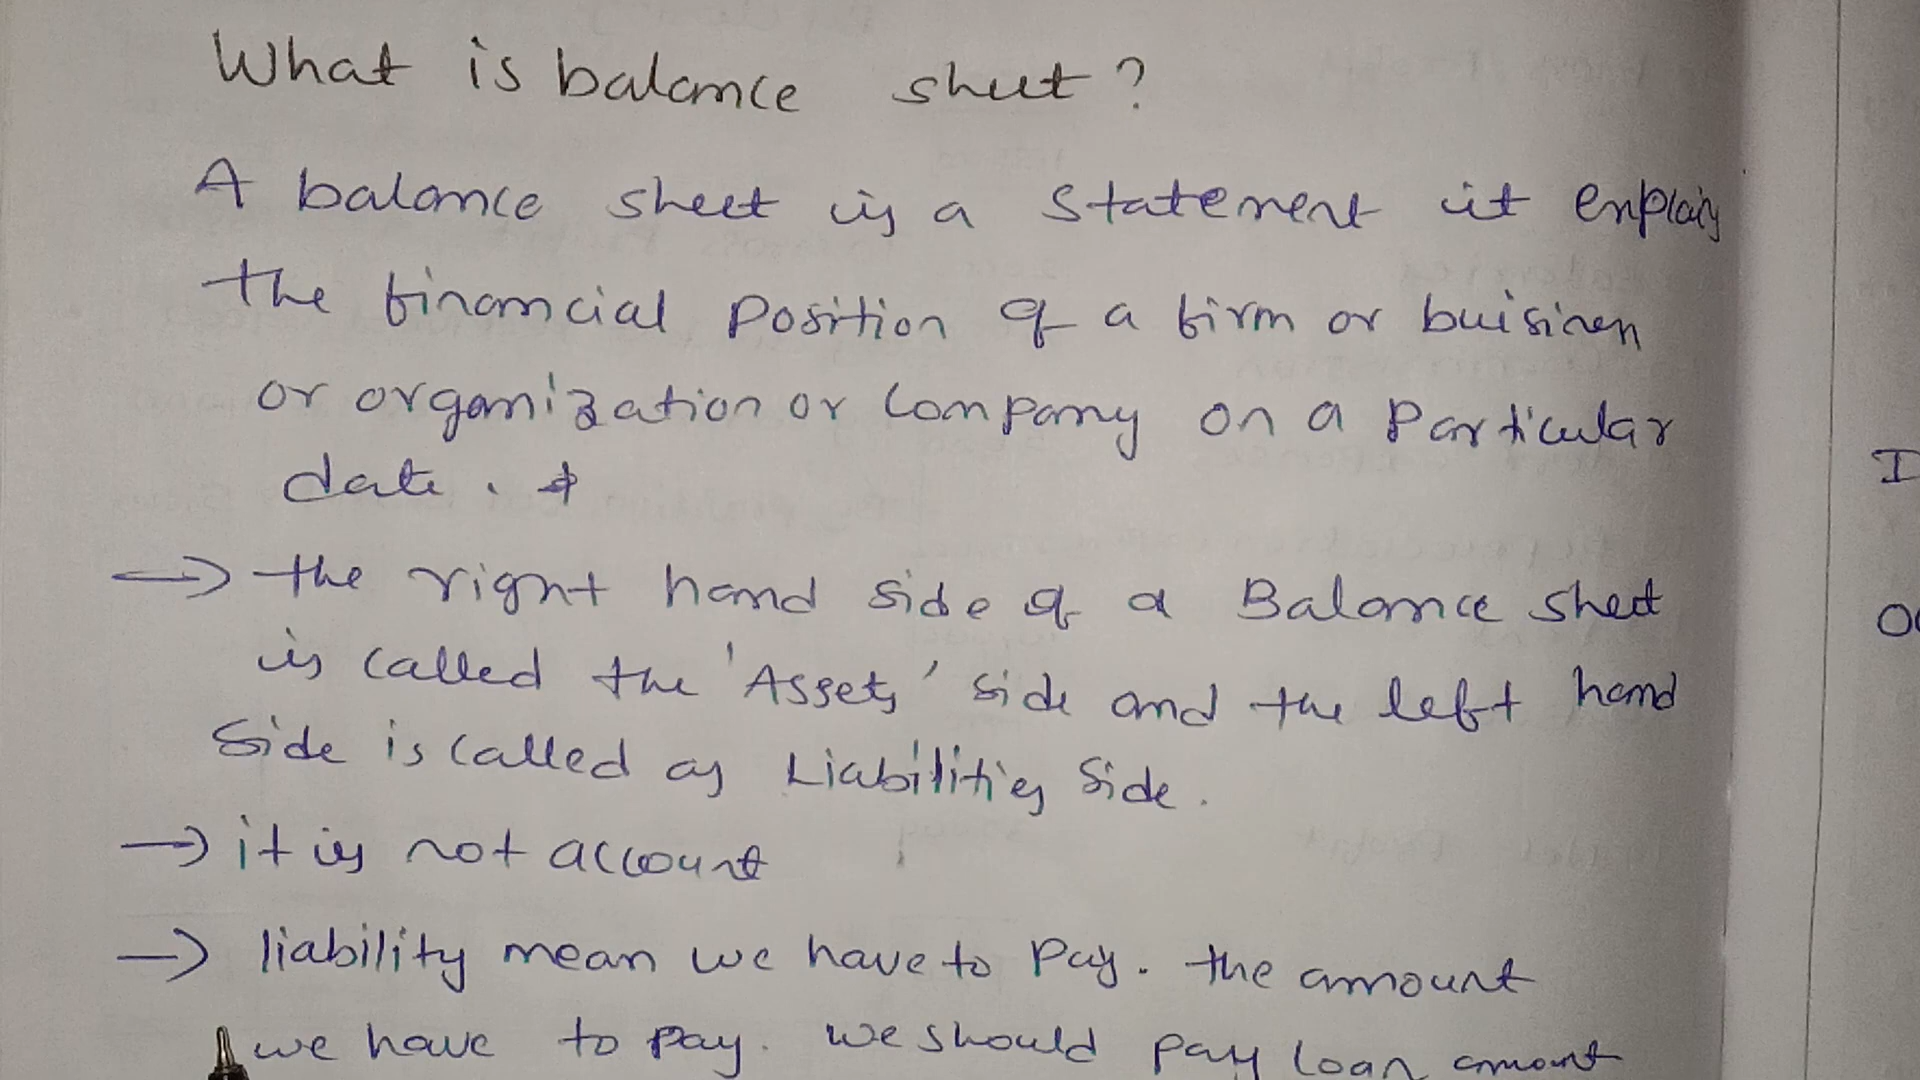 What is balance sheet?
A balance sheet is a statement it explains
the financial position of a firm or buisiness
or organization or company on a particular
date.
→ the right hand side of a Balance sheet
is called the 'Assets' side and the left hand
side is called as Liabilities side.
→ it is not account
→ liability mean we have to pay. the amount
we have to pay. we should pay loan amount
I